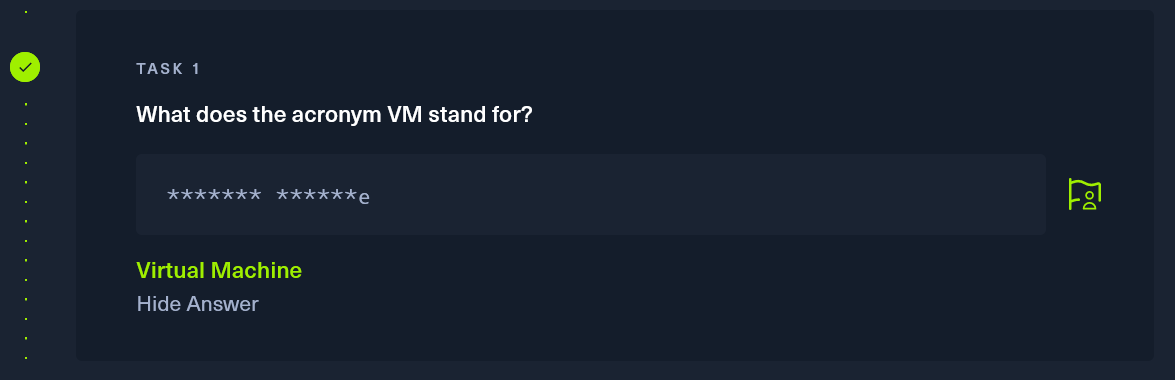 TASK 1
What does the acronym VM stand for?
******* ******e
Virtual Machine
Hide Answer